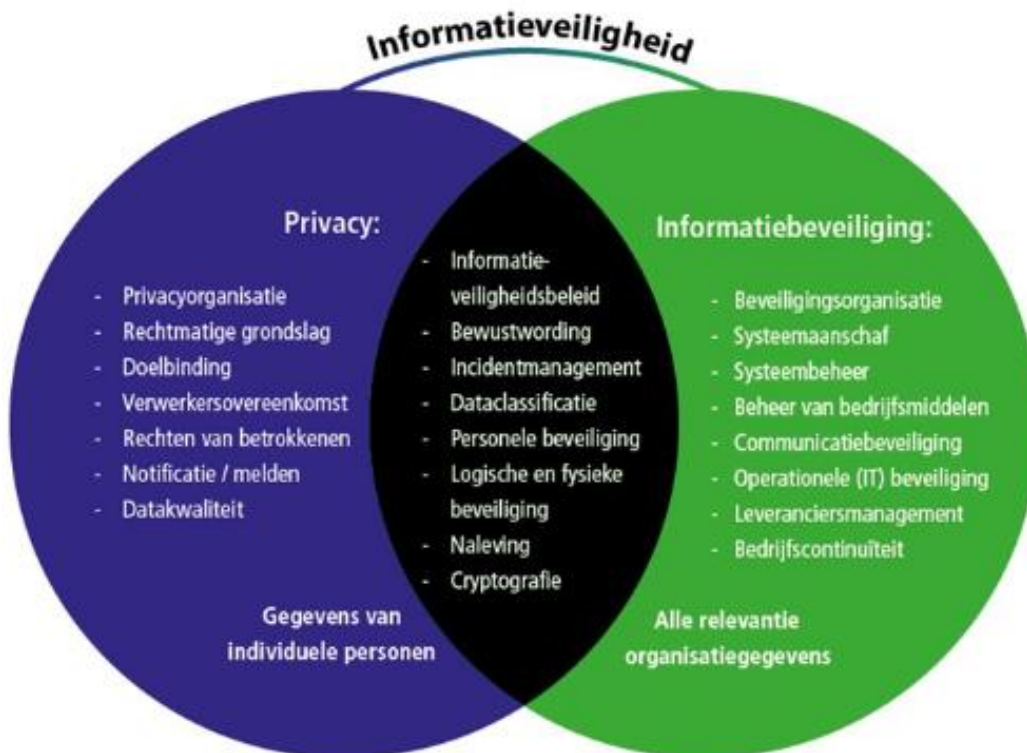 Informatieveiligheid
Privacy:
- Privacyorganisatie
- Rechtmatige grondslag
- Doelbinding
- Verwerkersovereenkomst
- Rechten van betrokkenen
- Notificatie / melden
- Datakwaliteit
Gegevens van
individuele personen
- Informatie-
veiligheidsbeleid
- Bewustwording
- Incidentmanagement
- Dataclassificatie
- Personele beveiliging
- Logische en fysieke
beveiliging
- Naleving
- Cryptografie
Informatiebeveiliging:
- Beveiligingsorganisatie
- Systeemaanschaf
- Systeembeheer
- Beheer van bedrijfsmiddelen
- Communicatiebeveiliging
- Operationele (IT) beveiliging
- Leveranciersmanagement
- Bedrijfscontinuïteit
Alle relevantie
organisatiegegevens